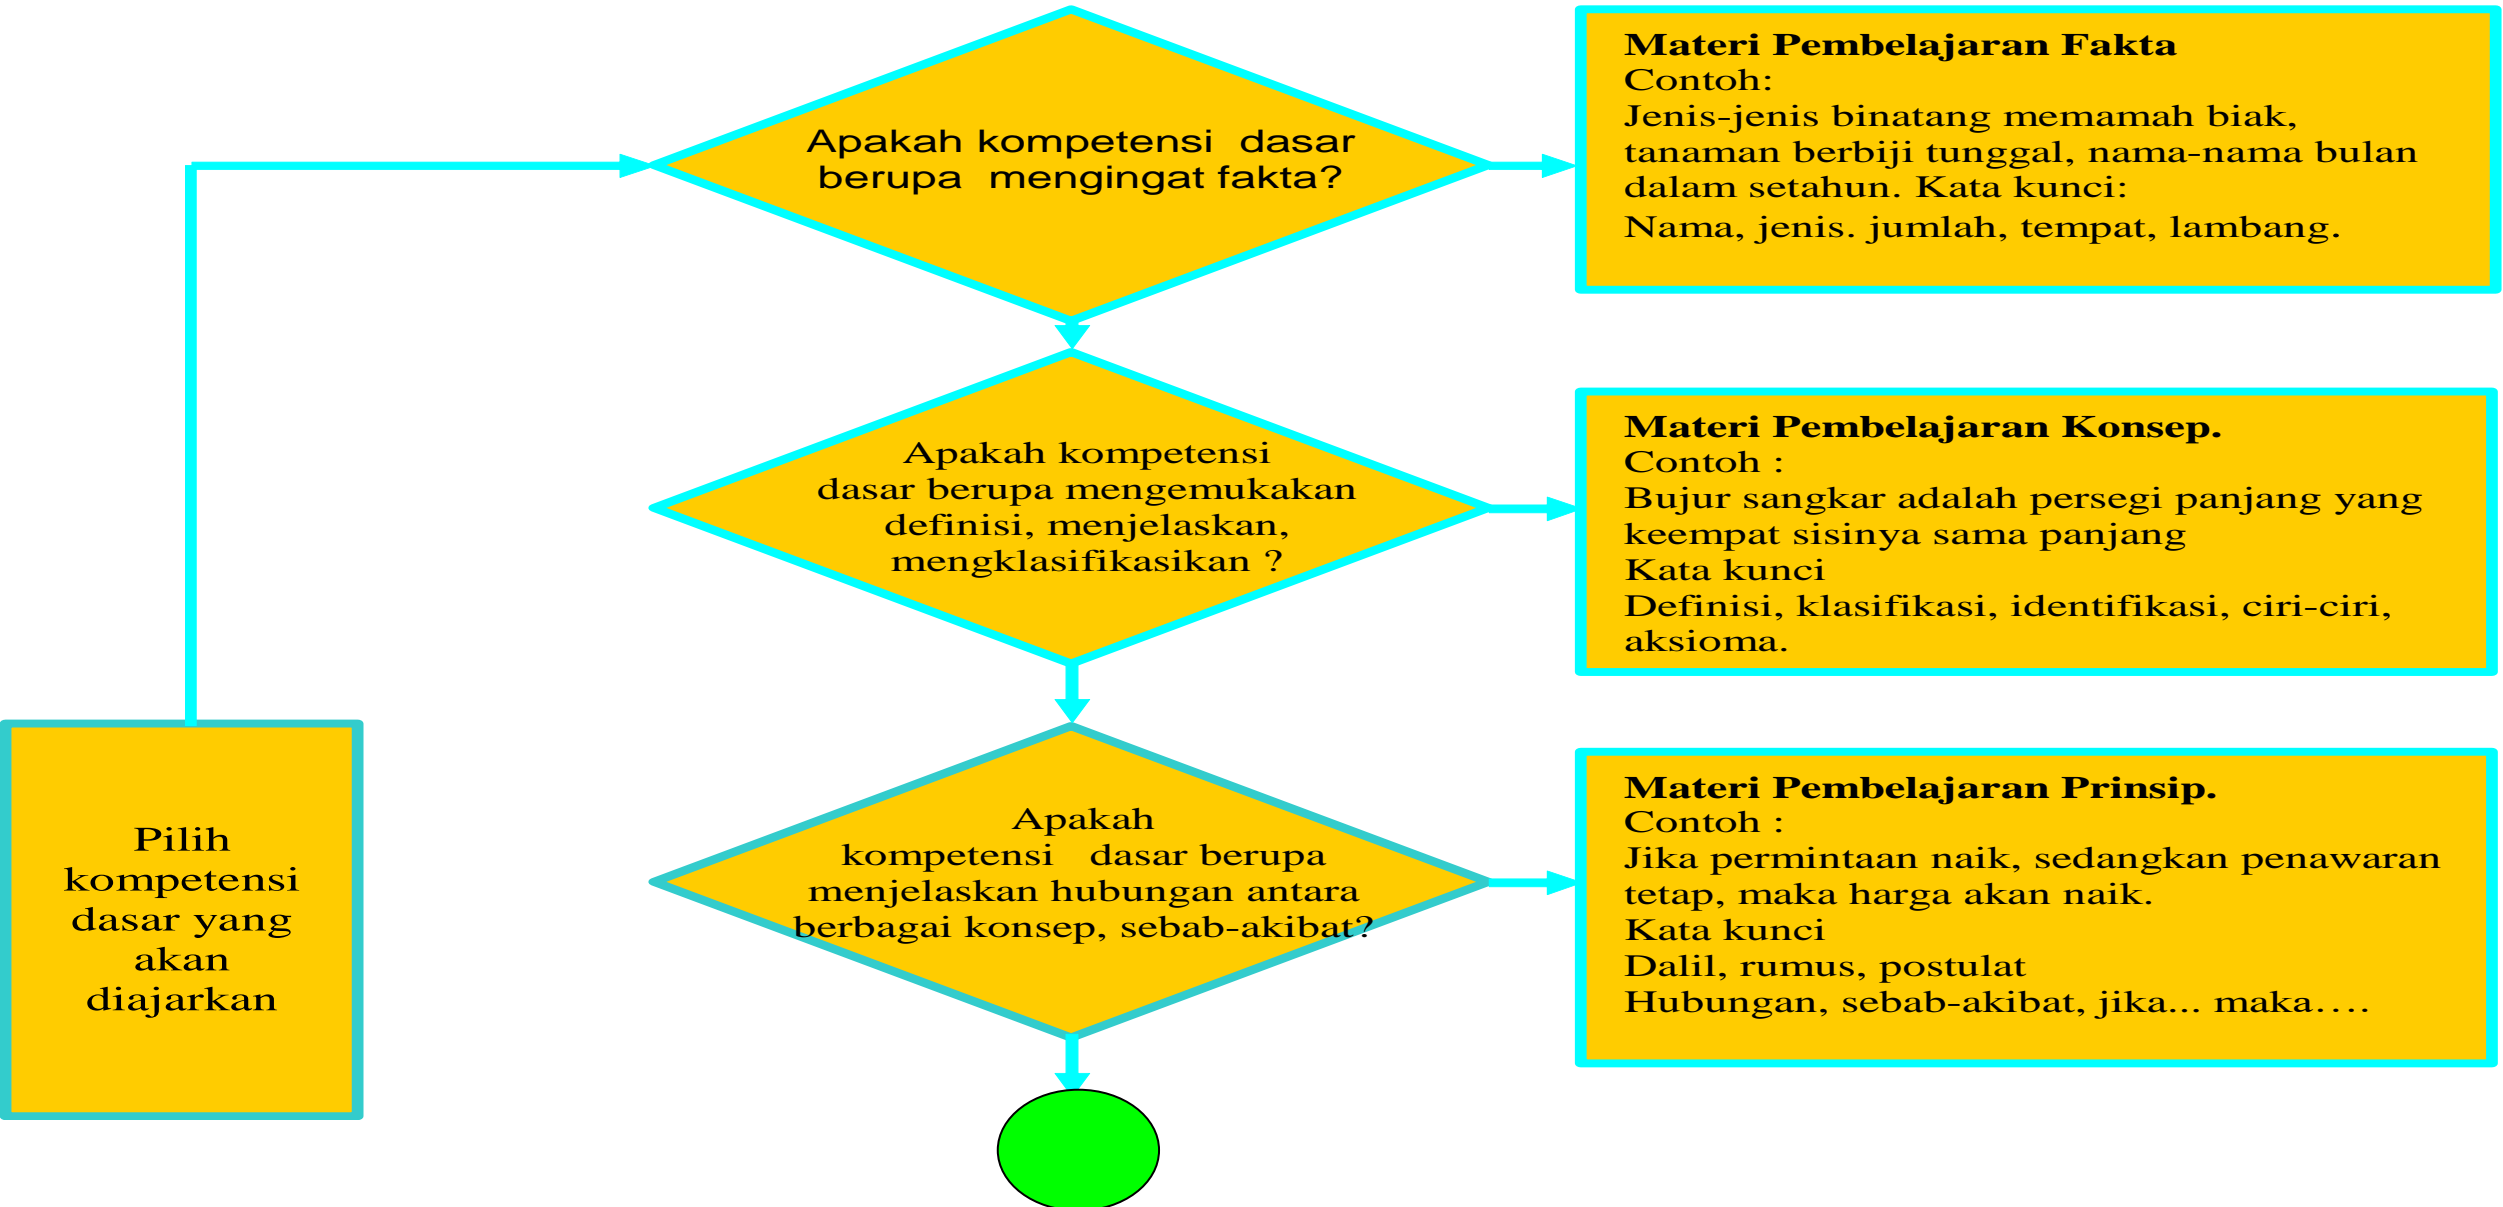 Apakah kompetensi  dasar
berupa  mengingat fakta?
Materi Pembelajaran Fakta
Contoh:
Jenis-jenis binatang memamah biak,
tanaman berbiji tunggal, nama-nama bulan
dalam setahun. Kata kunci:
Nama, jenis. jumlah, tempat, lambang.
Apakah kompetensi
dasar berupa mengemukakan
definisi, menjelaskan,
mengklasifikasikan ?
Materi Pembelajaran Konsep.
Contoh :
Bujur sangkar adalah persegi panjang yang
keempat sisinya sama panjang
Kata kunci
Definisi, klasifikasi, identifikasi, ciri-ciri,
aksioma.
Pilih
kompetensi
dasar yang
akan
diajarkan
Apakah
kompetensi   dasar berupa
menjelaskan hubungan antara
berbagai konsep, sebab-akibat?
Materi Pembelajaran Prinsip.
Contoh :
Jika permintaan naik, sedangkan penawaran
tetap, maka harga akan naik.
Kata kunci
Dalil, rumus, postulat
Hubungan, sebab-akibat, jika... maka….